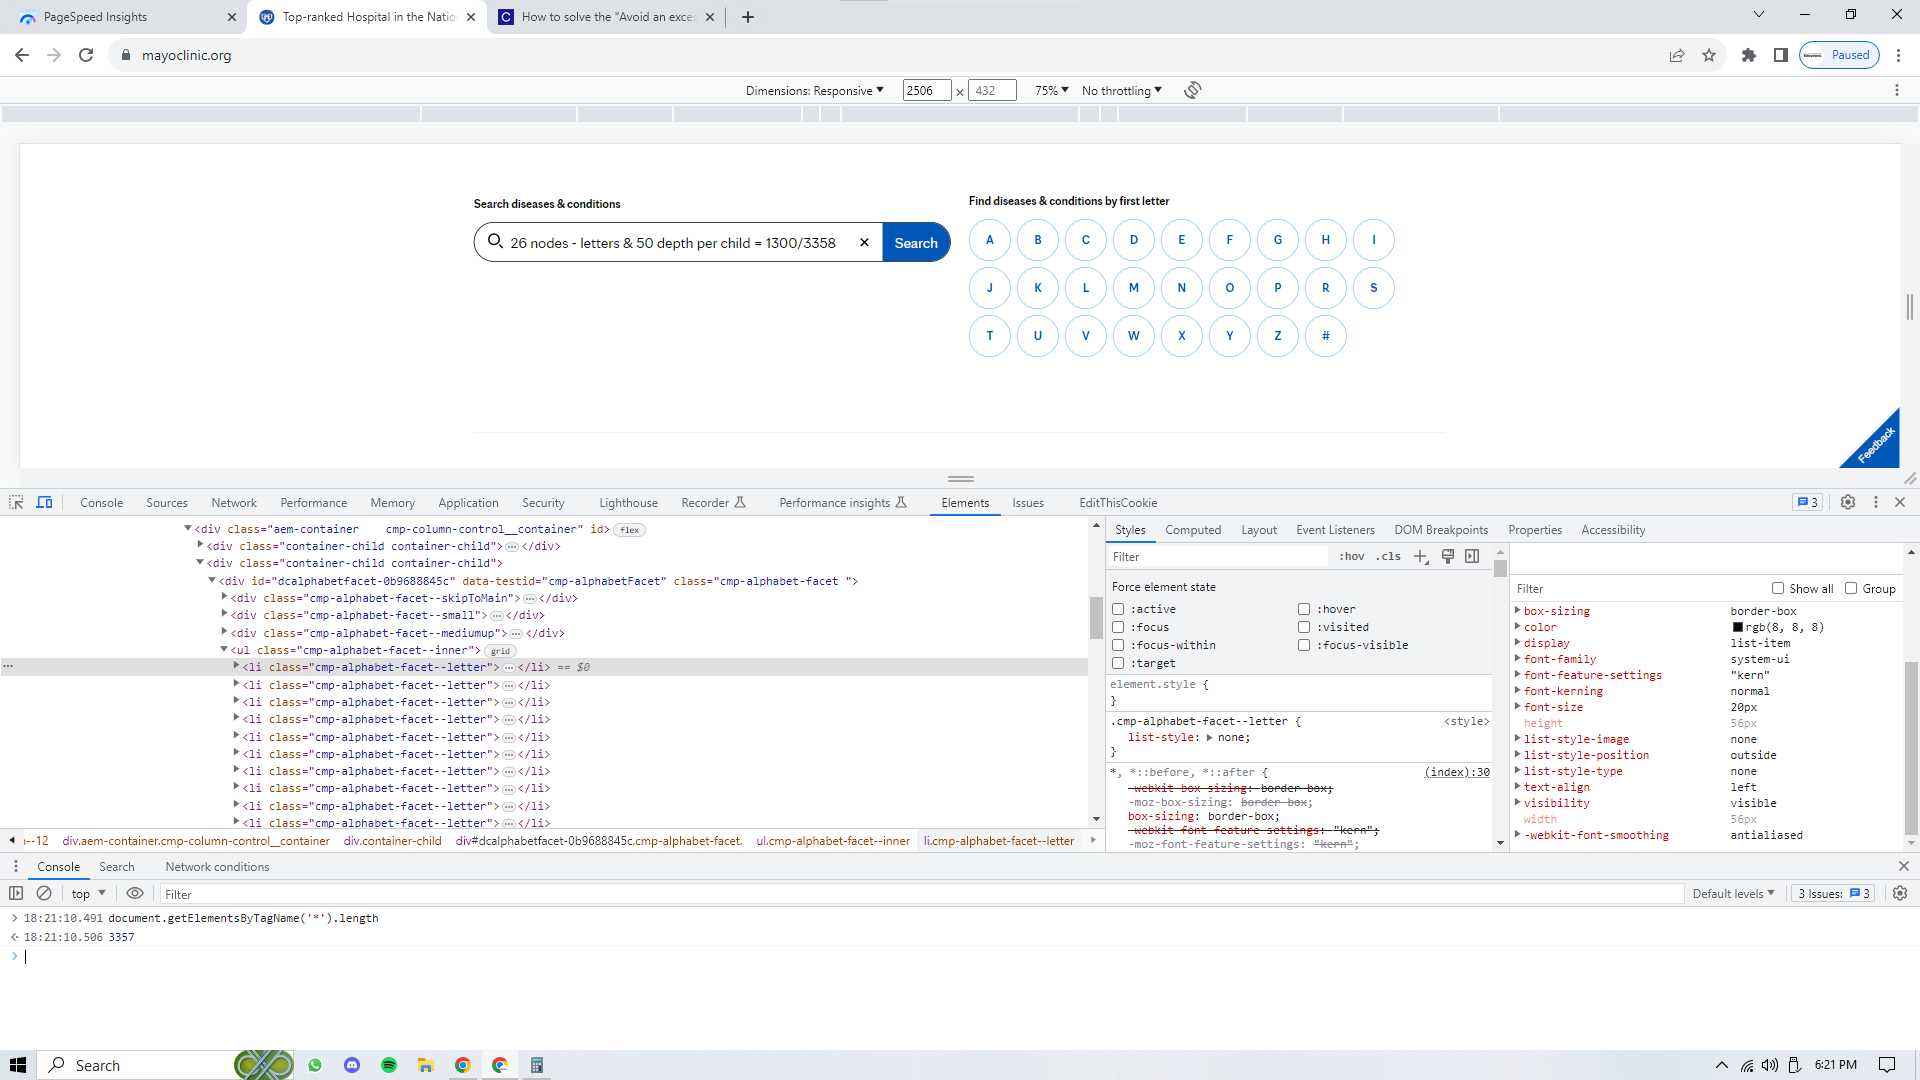 PageSpeed Insights
Top-ranked Hospital in the Natio
How to solve the "Avoid an exces
mayoclinic.org
Paused
Dimensions: Responsive
2506 × 432
75%
No throttling
Search diseases & conditions
26 nodes - letters & 50 depth per child = 1300/3358
Search
Find diseases & conditions by first letter
A B C D E F G H I
J K L M N O P R S
T U V W X Y Z #
Feedback
Console Sources Network Performance Memory Application Security Lighthouse Recorder Performance insights Elements Issues EditThisCookie
3
<div class="aem-container    cmp-column-control__container" id> flex
<div class="container-child container-child">…</div>
<div class="container-child container-child">
<div id="dcalphabetfacet-0b9688845c" data-testid="cmp-alphabetFacet" class="cmp-alphabet-facet ">
<div class="cmp-alphabet-facet--skipToMain">…</div>
<div class="cmp-alphabet-facet--small">…</div>
<div class="cmp-alphabet-facet--mediumup">…</div>
<ul class="cmp-alphabet-facet--inner"> grid
<li class="cmp-alphabet-facet--letter">…</li> == $0
<li class="cmp-alphabet-facet--letter">…</li>
<li class="cmp-alphabet-facet--letter">…</li>
<li class="cmp-alphabet-facet--letter">…</li>
<li class="cmp-alphabet-facet--letter">…</li>
<li class="cmp-alphabet-facet--letter">…</li>
<li class="cmp-alphabet-facet--letter">…</li>
<li class="cmp-alphabet-facet--letter">…</li>
<li class="cmp-alphabet-facet--letter">…</li>
<li class="cmp-alphabet-facet--letter">…</li>
--12 div.aem-container.cmp-column-control__container div.container-child div#dcalphabetfacet-0b9688845c.cmp-alphabet-facet. ul.cmp-alphabet-facet--inner li.cmp-alphabet-facet--letter
Styles Computed Layout Event Listeners DOM Breakpoints Properties Accessibility
Filter
:hov .cls
Force element state
:active
:hover
:focus
:visited
:focus-within
:focus-visible
:target
element.style {
}
.cmp-alphabet-facet--letter { <style>
list-style: none;
}
*, *::before, *::after { (index):30
-webkit-box-sizing: border-box;
-moz-box-sizing: border-box;
box-sizing: border-box;
-webkit-font-feature-settings: "kern";
-moz-font-feature-settings: "kern";
Filter
Show all
Group
box-sizing border-box
color rgb(8, 8, 8)
display list-item
font-family system-ui
font-feature-settings "kern"
font-kerning normal
font-size 20px
height 56px
list-style-image none
list-style-position outside
list-style-type none
text-align left
visibility visible
width 56px
-webkit-font-smoothing antialiased
Console Search Network conditions
top
Filter
Default levels
3 Issues: 3
18:21:10.491 document.getElementsByTagName('*').length
18:21:10.506 3357
Search
6:21 PM